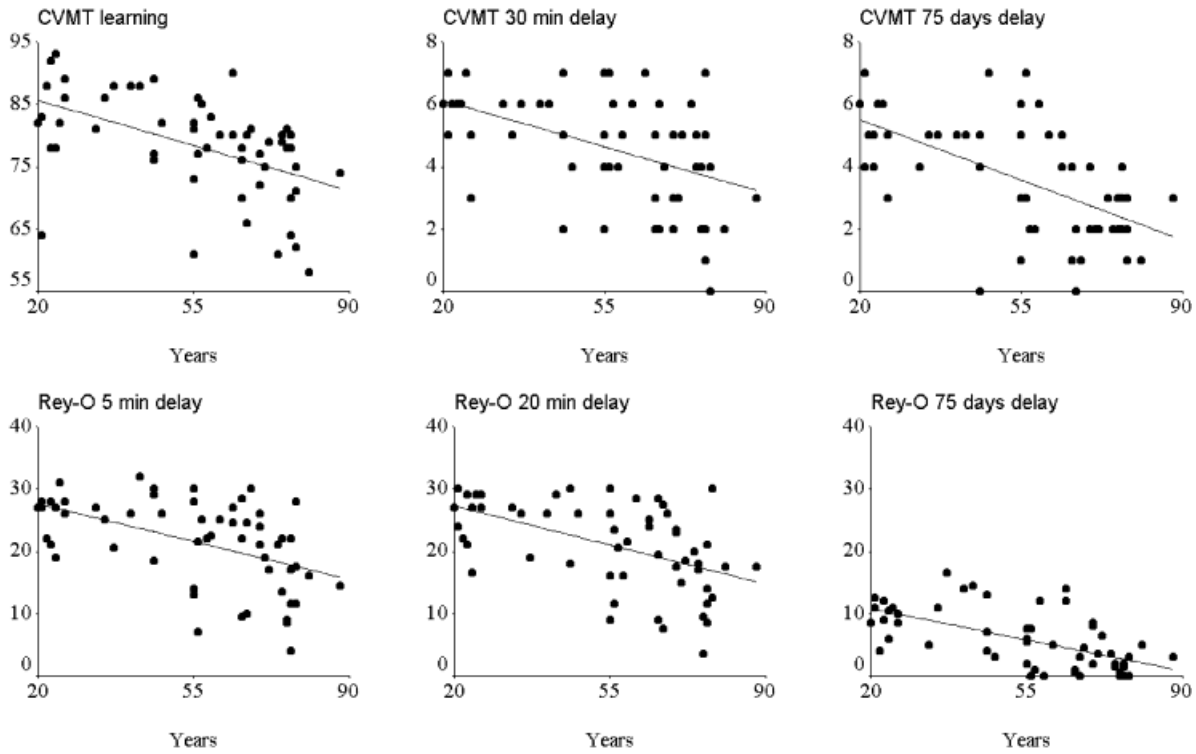 CVMT learning
95
85
75
65
55
20 55 90
Years
CVMT 30 min delay
8
6
4
2
0
20 55 90
Years
CVMT 75 days delay
8
6
4
2
0
20 55 90
Years
Rey-O 5 min delay
40
30
20
10
0
20 55 90
Years
Rey-O 20 min delay
40
30
20
10
0
20 55 90
Years
Rey-O 75 days delay
40
30
20
10
0
20 55 90
Years